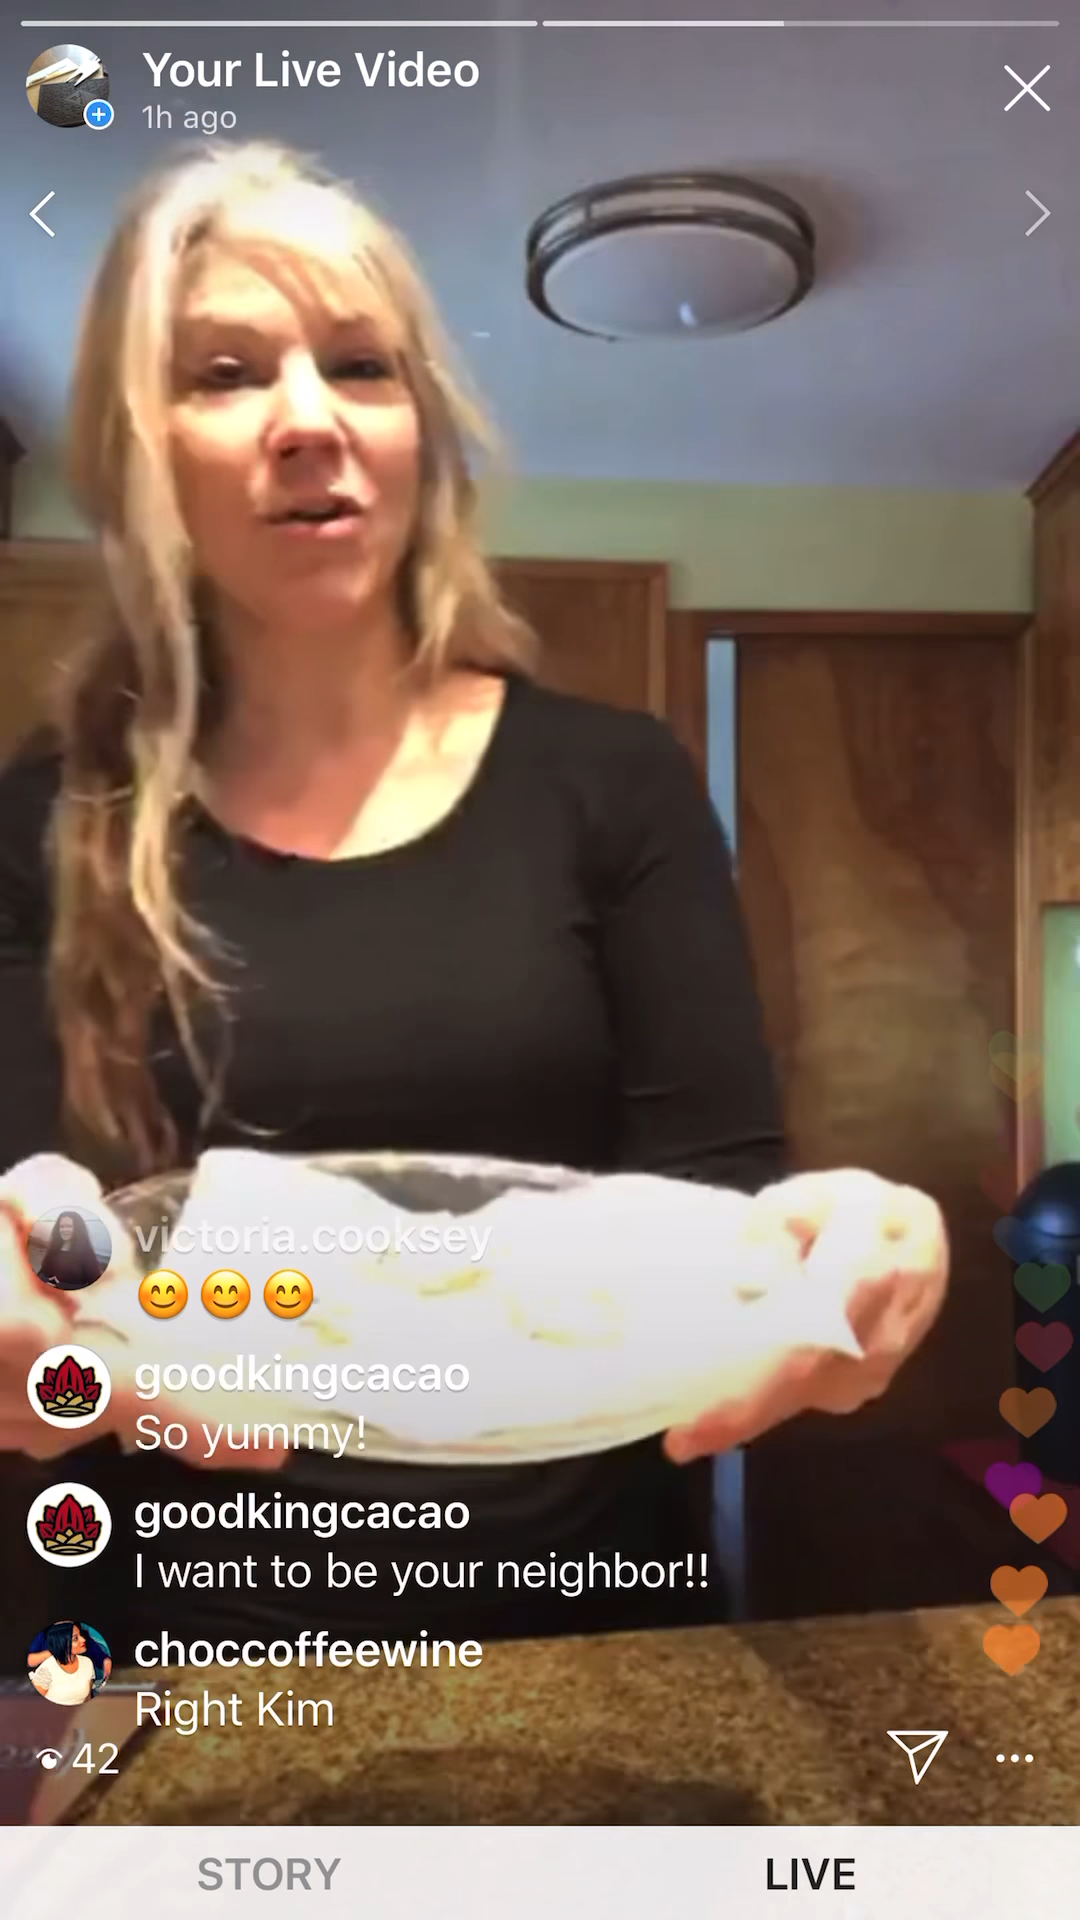 Your Live Video
1h ago
victoria.cooksey
😊😊😊
goodkingcacao
So yummy!
goodkingcacao
I want to be your neighbor!!
choccoffeewine
Right Kim
42
STORY
LIVE